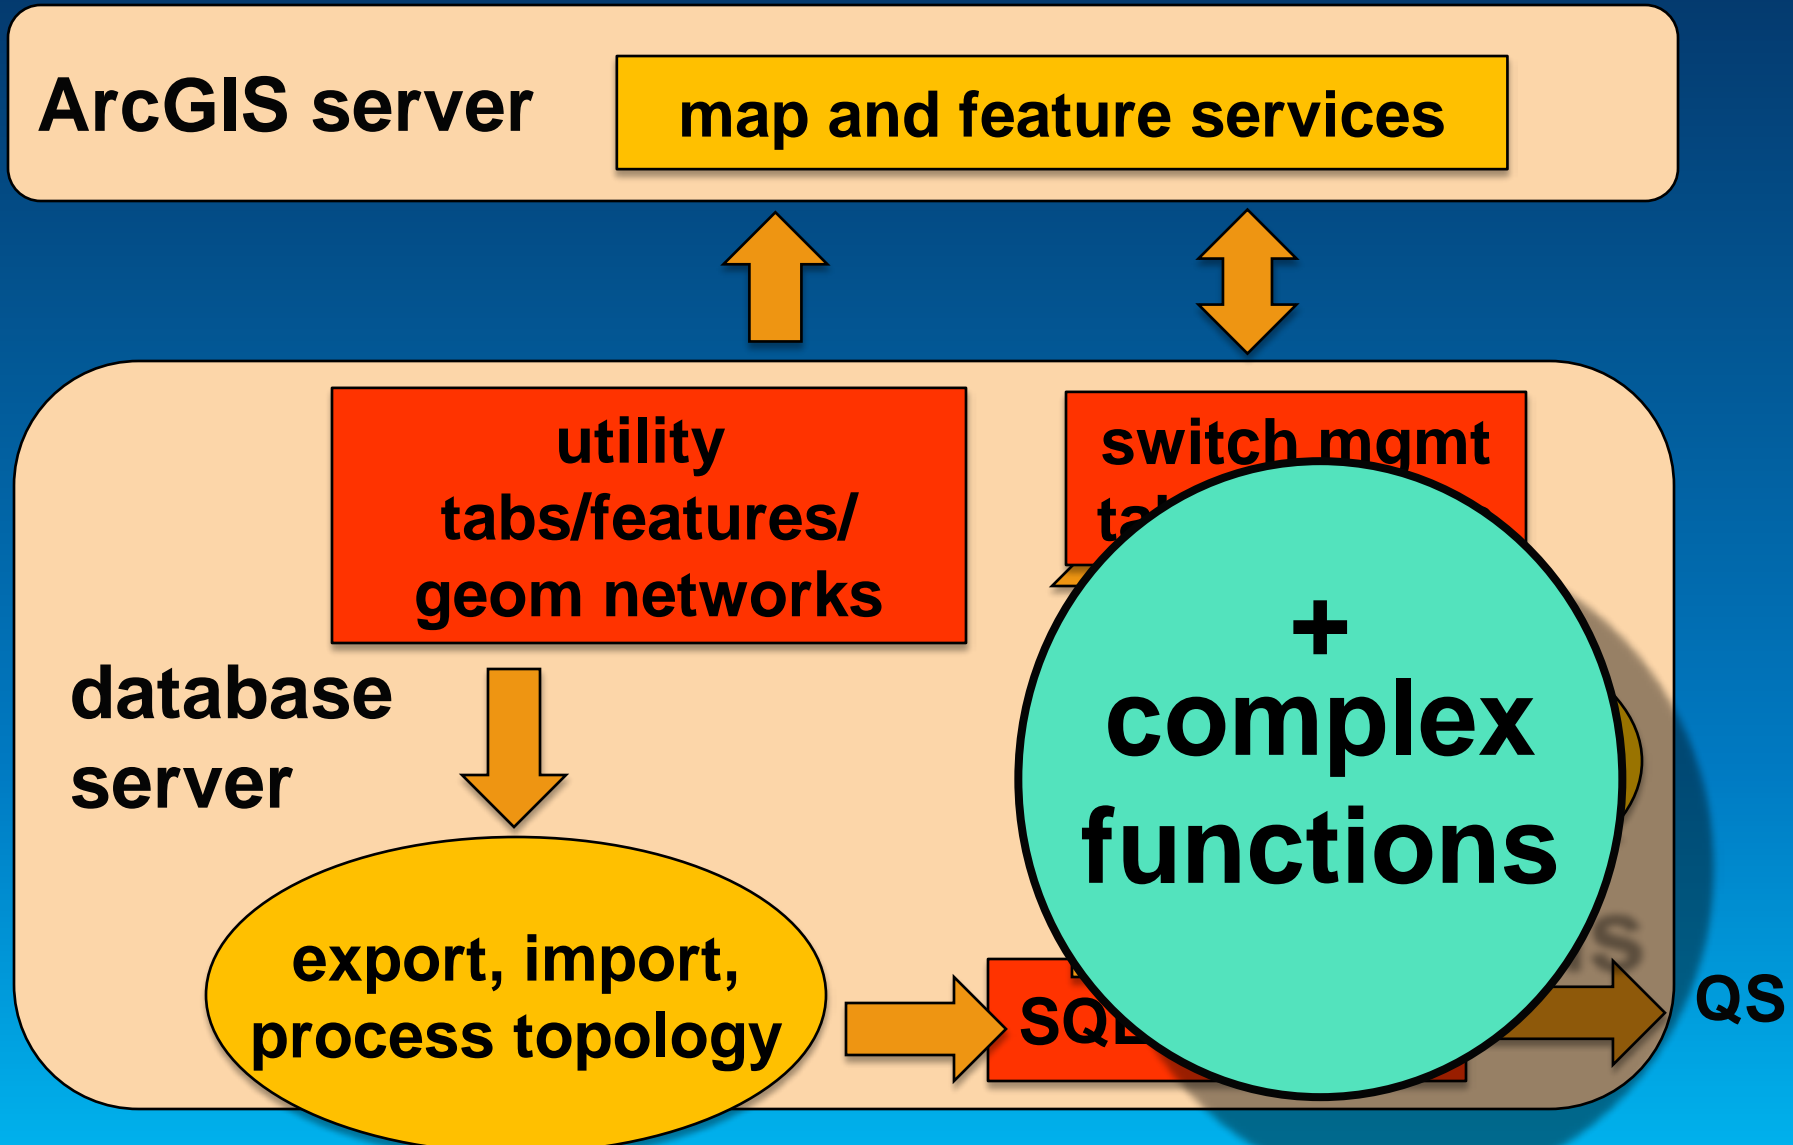 ArcGIS server
map and feature services
utility
tabs/features/
geom networks
switch mgmt
database
server
+
complex
functions
export, import,
process topology
QS